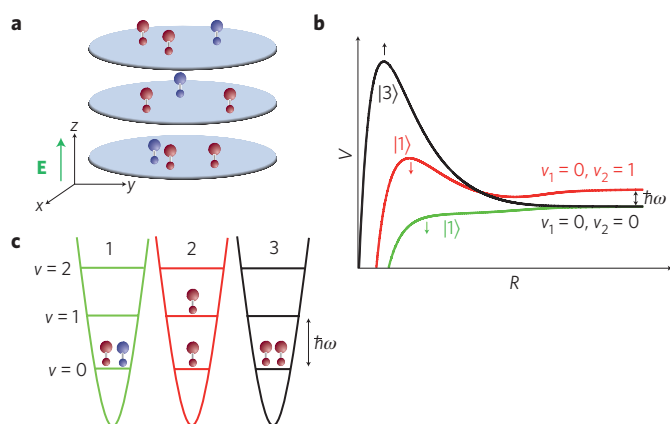 a
z
E
y
x
b
|3⟩
V
|1⟩
v₁ = 0, v₂ = 1
ħω
|1⟩
v₁ = 0, v₂ = 0
R
c
1 2 3
v = 2
v = 1
ħω
v = 0